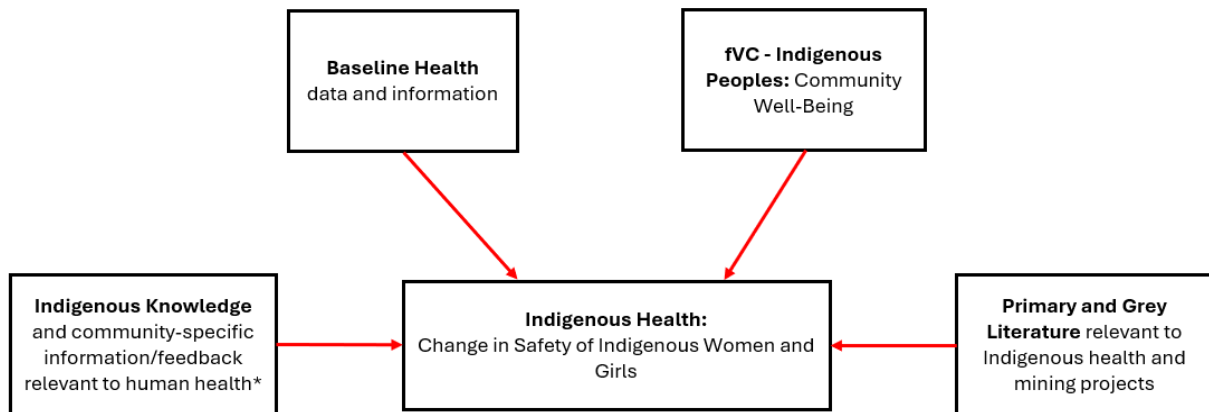 Baseline Health
data and information
fVC - Indigenous
Peoples: Community
Well-Being
Indigenous Knowledge
and community-specific
information/feedback
relevant to human health*
Indigenous Health:
Change in Safety of Indigenous Women and
Girls
Primary and Grey
Literature relevant to
Indigenous health and
mining projects